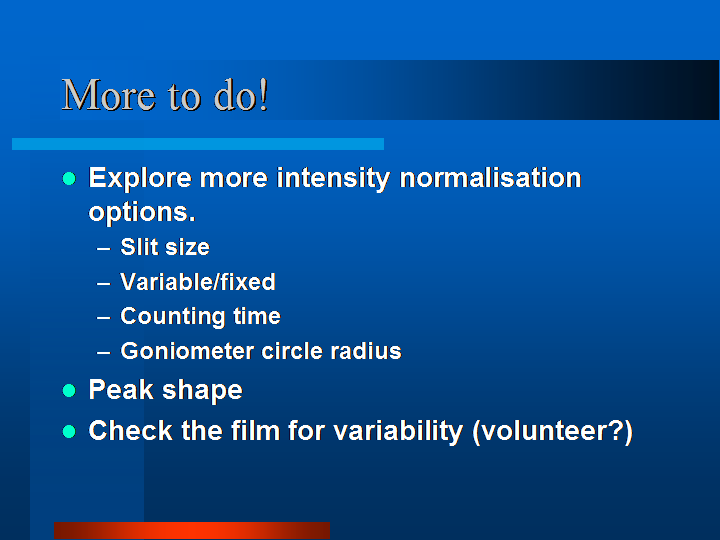 More to do!
● Explore more intensity normalisation
options.
– Slit size
– Variable/fixed
– Counting time
– Goniometer circle radius
● Peak shape
● Check the film for variability (volunteer?)